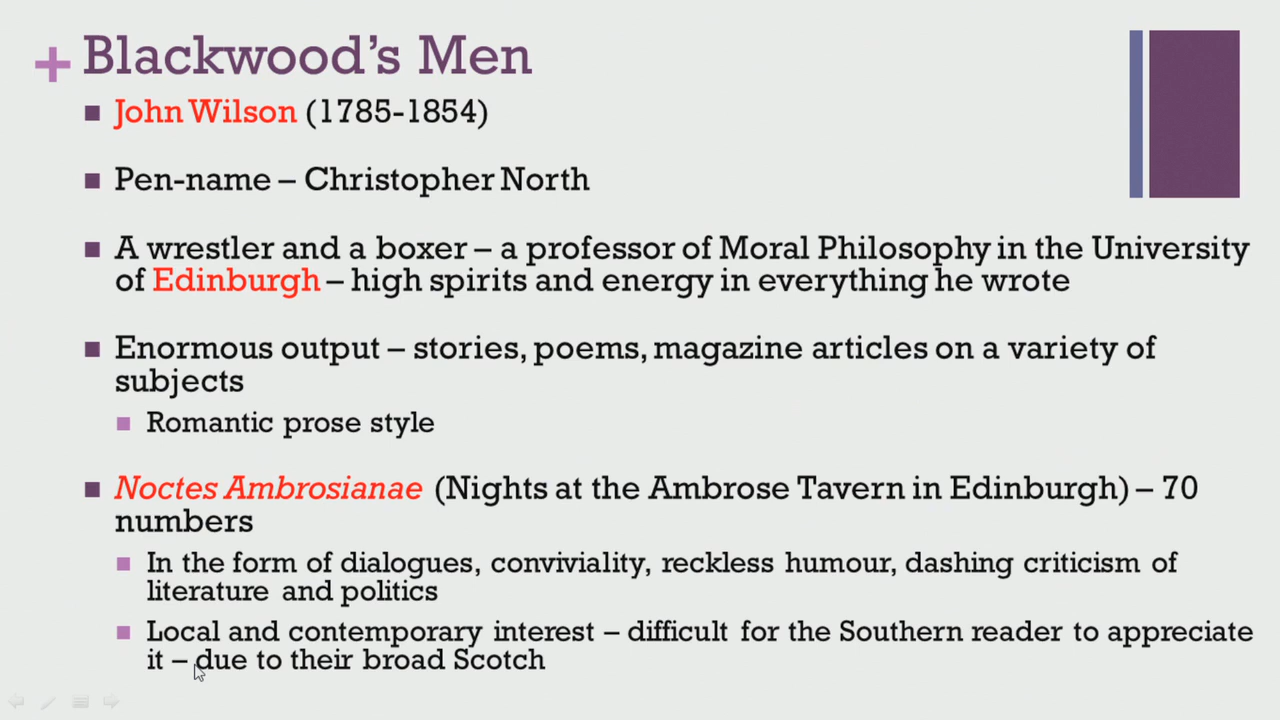 Blackwood's Men
John Wilson (1785-1854)
Pen-name – Christopher North
A wrestler and a boxer – a professor of Moral Philosophy in the University
of Edinburgh – high spirits and energy in everything he wrote
Enormous output – stories, poems, magazine articles on a variety of
subjects
Romantic prose style
Noctes Ambrosianae (Nights at the Ambrose Tavern in Edinburgh) – 70
numbers
In the form of dialogues, conviviality, reckless humour, dashing criticism of
literature and politics
Local and contemporary interest – difficult for the Southern reader to appreciate
it – due to their broad Scotch